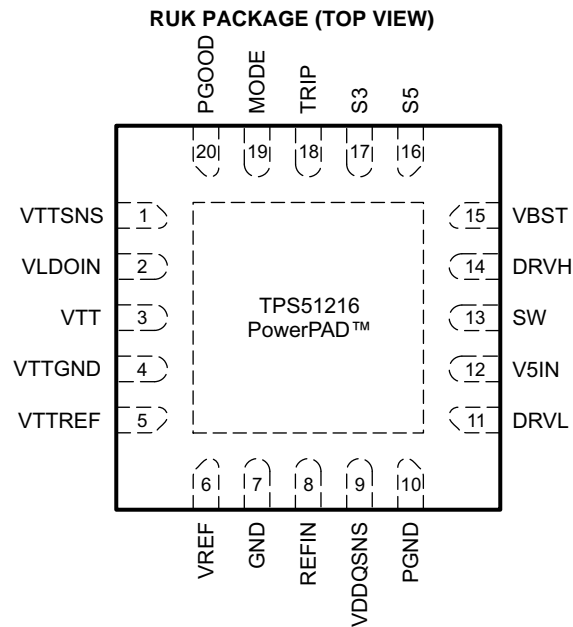 RUK PACKAGE (TOP VIEW)
PGOOD
MODE
TRIP
S3
S5
20
19
18
17
16
VTTSNS 1
15 VBST
VLDOIN 2
14 DRVH
VTT 3
TPS51216
PowerPAD™
13 SW
VTTGND 4
12 V5IN
VTTREF 5
11 DRVL
6
7
8
9
10
VREF
GND
REFIN
VDDQSNS
PGND